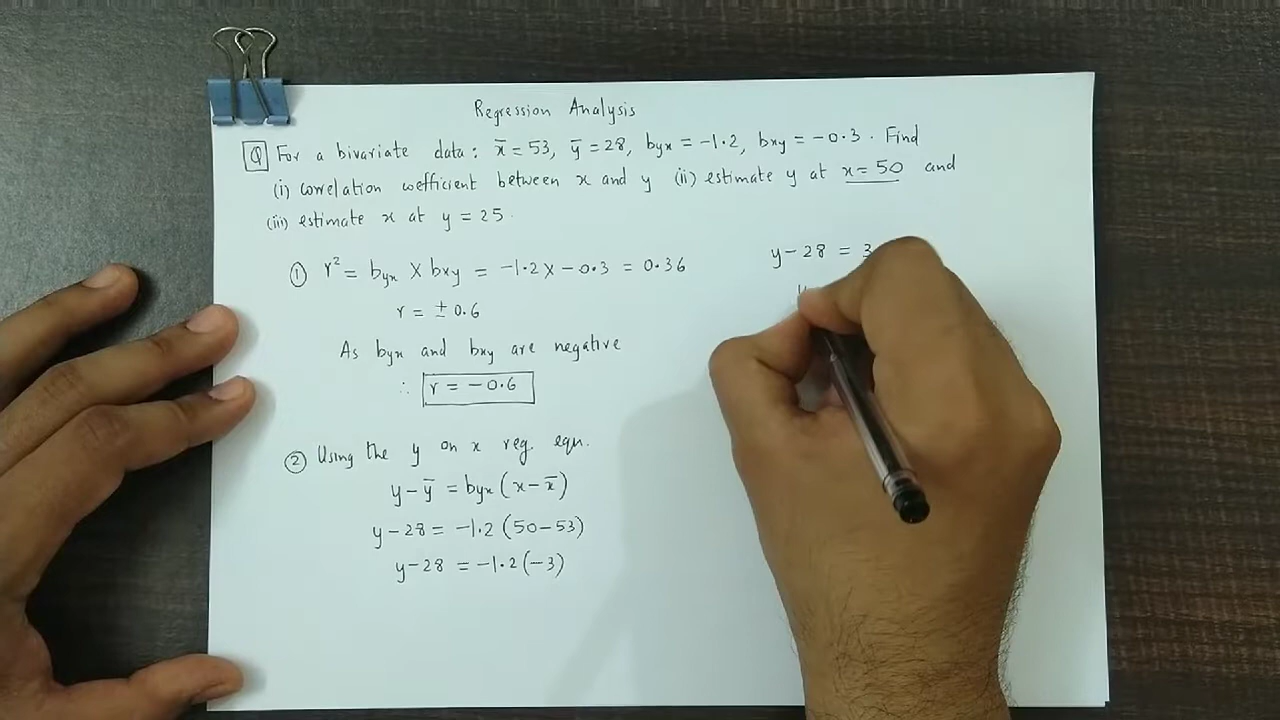 Regression Analysis
Q For a bivariate data: x̄ = 53, ȳ = 28, byx = -1.2, bxy = -0.3. Find
(i) correlation coefficient between x and y (ii) estimate y at x = 50 and
(iii) estimate x at y = 25.
① r² = byx × bxy = -1.2 × -0.3 = 0.36
r = ± 0.6
As byx and bxy are negative
∴ r = -0.6
② Using the y on x reg. eqn.
y - ȳ = byx (x - x̄)
y - 28 = -1.2 (50 - 53)
y - 28 = -1.2 (-3)
y - 28 = 3